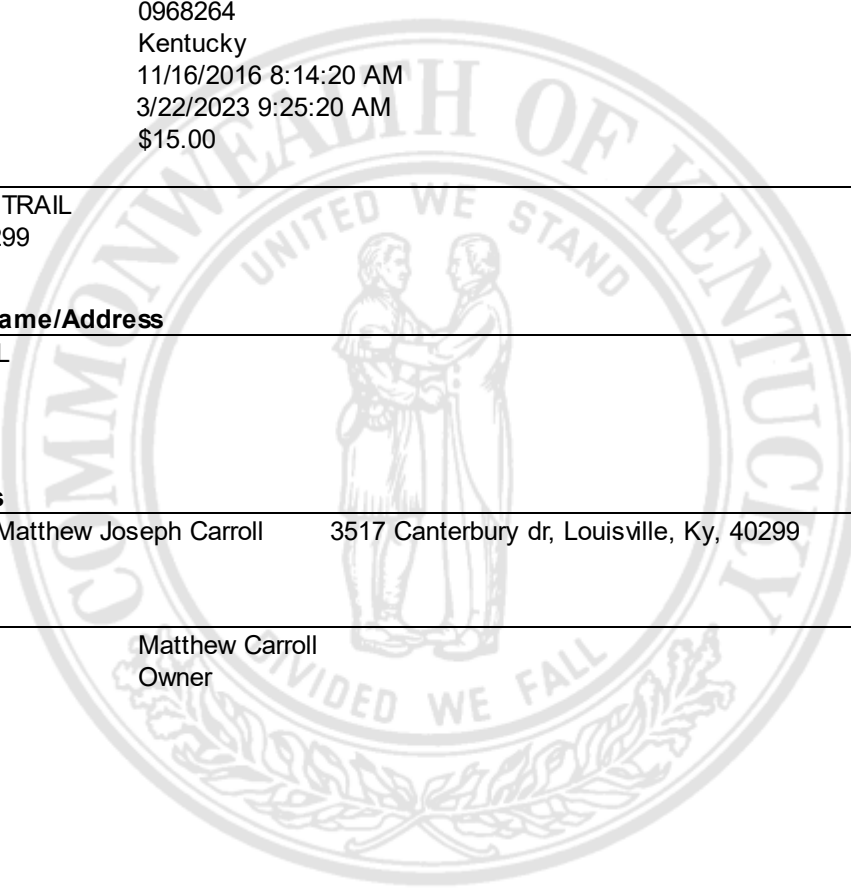 0968264
Kentucky
11/16/2016 8:14:20 AM
3/22/2023 9:25:20 AM
$15.00
TRAIL
299
ame/Address
L
s
Matthew Joseph Carroll 3517 Canterbury dr, Louisville, Ky, 40299
Matthew Carroll
Owner
COMMONWEALTH OF KENTUCKY
UNITED WE STAND
DIVIDED WE FALL